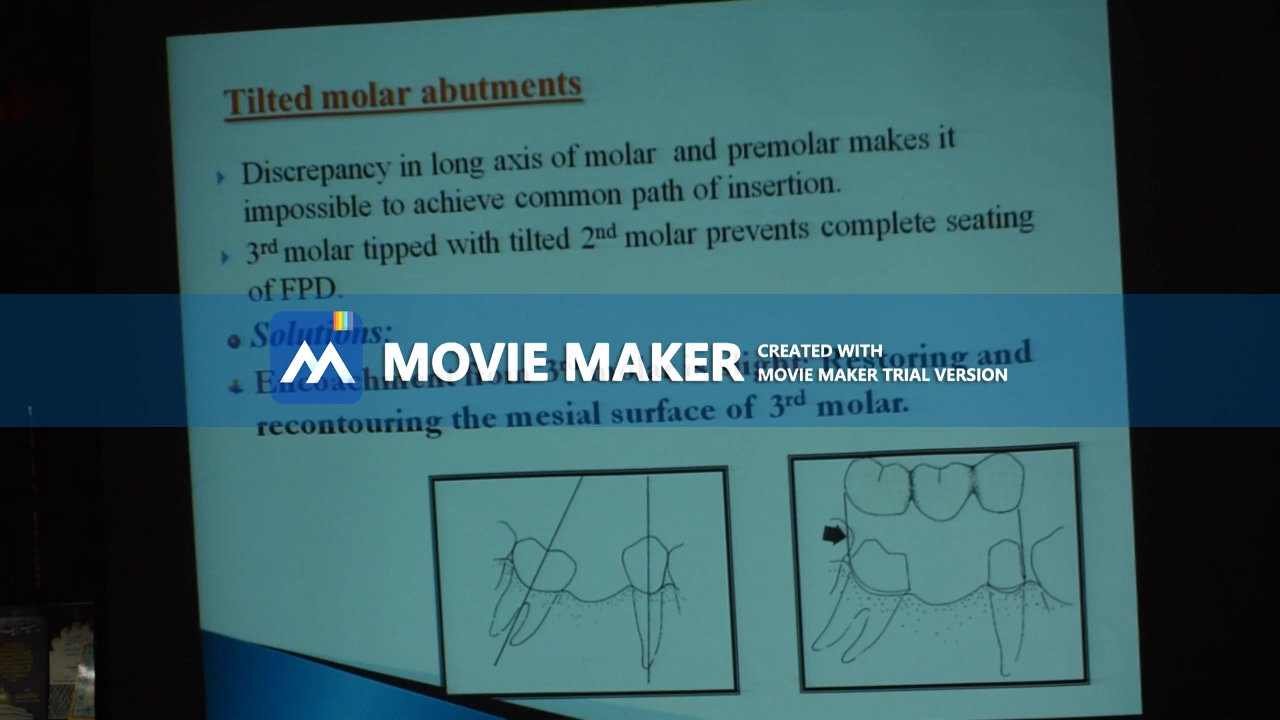 Tilted molar abutments
Discrepancy in long axis of molar and premolar makes it
impossible to achieve common path of insertion.
3rd molar tipped with tilted 2nd molar prevents complete seating
of FPD.
Solutions:
MOVIE MAKER
CREATED WITH
MOVIE MAKER TRIAL VERSION
3rd Restoring and
recontouring the mesial surface of 3rd molar.